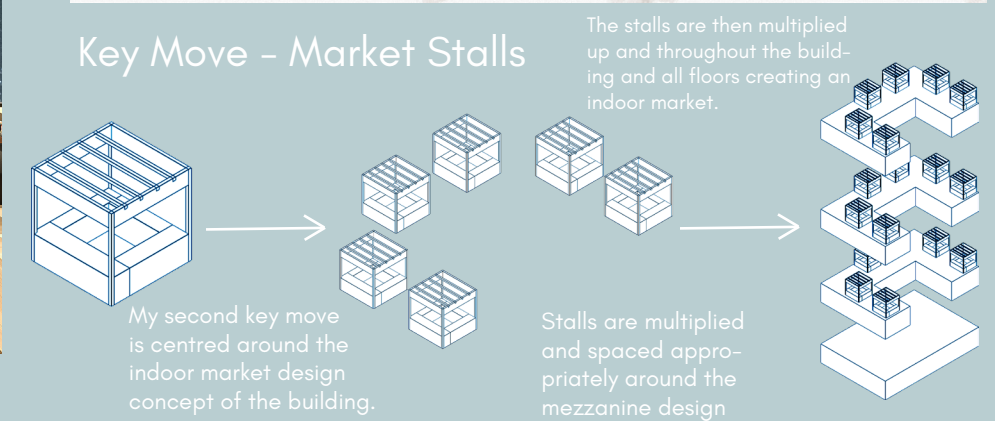 Key Move – Market Stalls
The stalls are then multiplied
up and throughout the build-
ing and all floors creating an
indoor market.
My second key move
is centred around the
indoor market design
concept of the building.
Stalls are multiplied
and spaced appro-
priately around the
mezzanine design